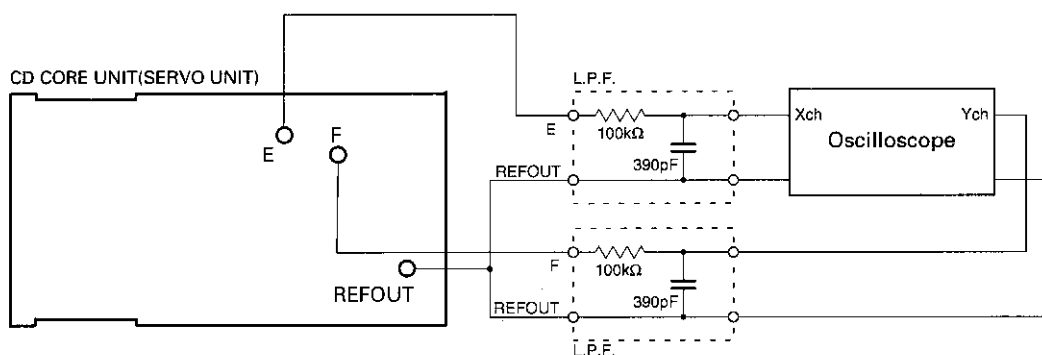 CD CORE UNIT(SERVO UNIT)
E
F
REFOUT
L.P.F.
E
100kΩ
390pF
REFOUT
Xch
Ych
Oscilloscope
F
100kΩ
390pF
REFOUT
L.P.F.